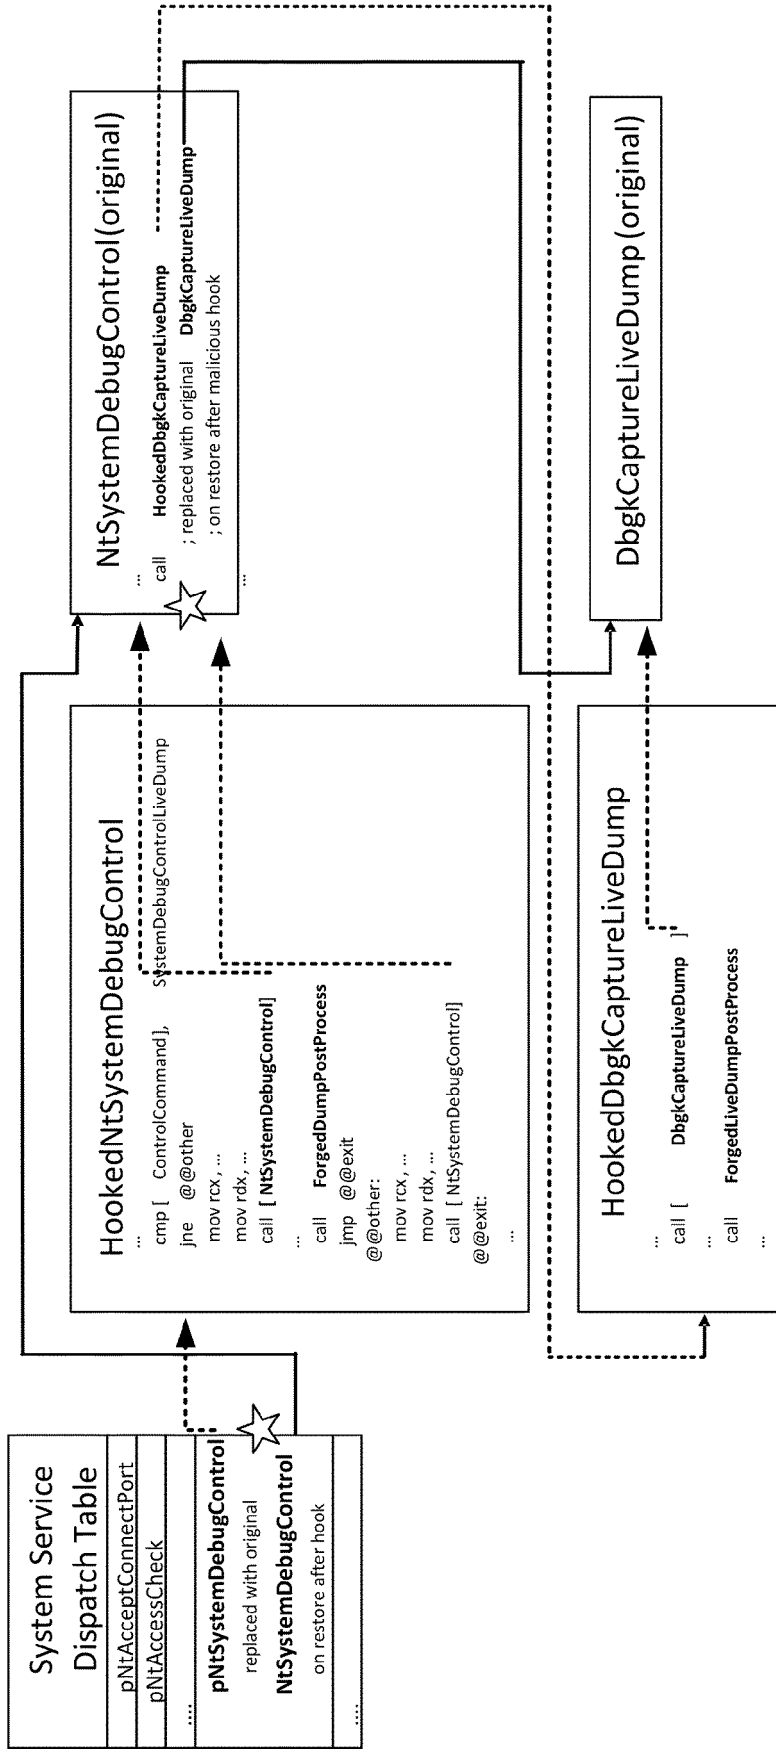 System Service
Dispatch Table
pNtAcceptConnectPort
pNtAccessCheck
....
pNtSystemDebugControl
replaced with original
NtSystemDebugControl
on restore after hook
....
HookedNtSystemDebugControl
...
cmp [ ControlCommand], SystemDebugControlLiveDump
jne @@other
mov rcx, ...
mov rdx, ...
call [ NtSystemDebugControl]
...
call ForgedDumpPostProcess
jmp @@exit
@@other:
mov rcx, ...
mov rdx, ...
call [ NtSystemDebugControl]
@@exit:
...
NtSystemDebugControl(original)
...
call HookedDbgkCaptureLiveDump
; replaced with original DbgkCaptureLiveDump
; on restore after malicious hook
...
HookedDbgkCaptureLiveDump
...
call [ DbgkCaptureLiveDump ]
...
call ForgedLiveDumpPostProcess
...
DbgkCaptureLiveDump (original)